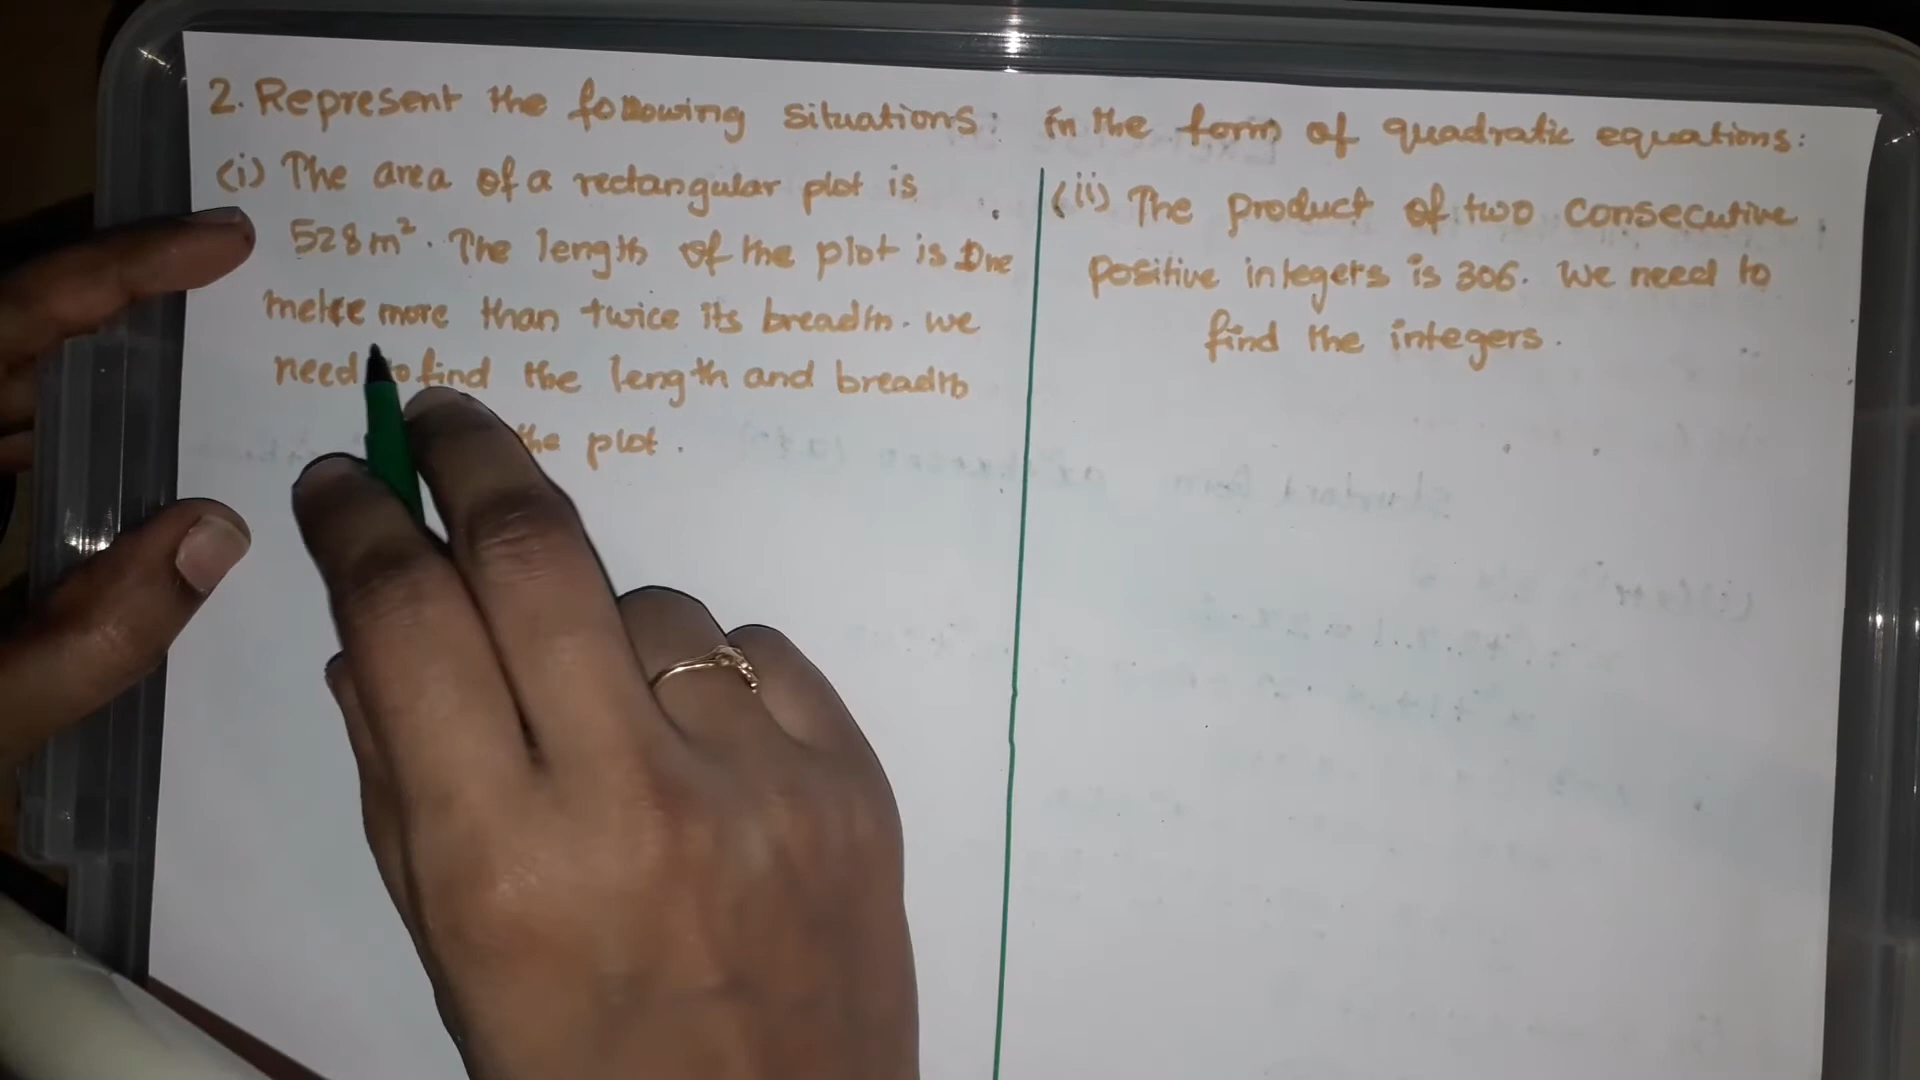 2. Represent the following situations: in the form of quadratic equations:
(i) The area of a rectangular plot is
528m². The length of the plot is One
metre more than twice its breadth. we
need to find the length and breadth
the plot.
(ii) The product of two consecutive
positive integers is 306. We need to
find the integers.